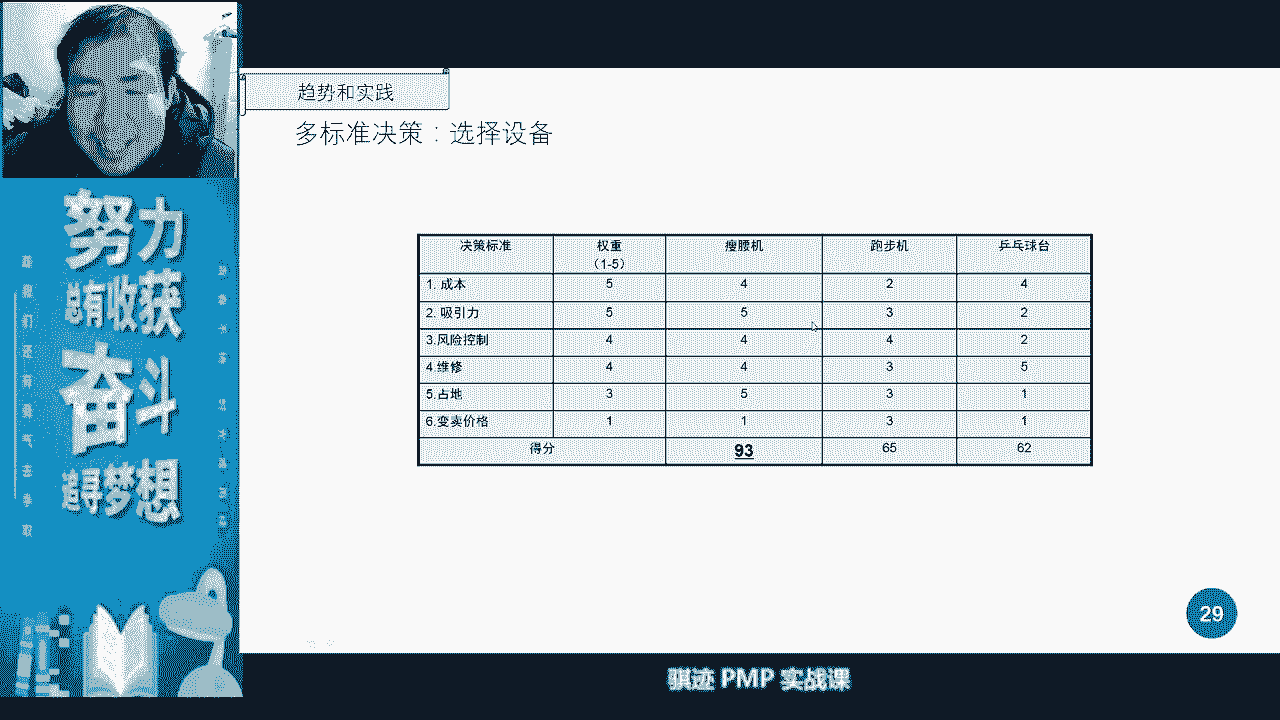 趋势和实践
多标准决策：选择设备
决策标准 权重（1-5） 瘦腰机 跑步机 乒乓球台
1. 成本 5 4 2 4
2. 吸引力 5 5 3 2
3.风险控制 4 4 4 2
4.维修 4 4 3 5
5.占地 3 5 3 1
6.变卖价格 1 1 3 1
得分 93 65 62
29
努力
总有收获
奋斗
追寻梦想
骐迹 PMP 实战课